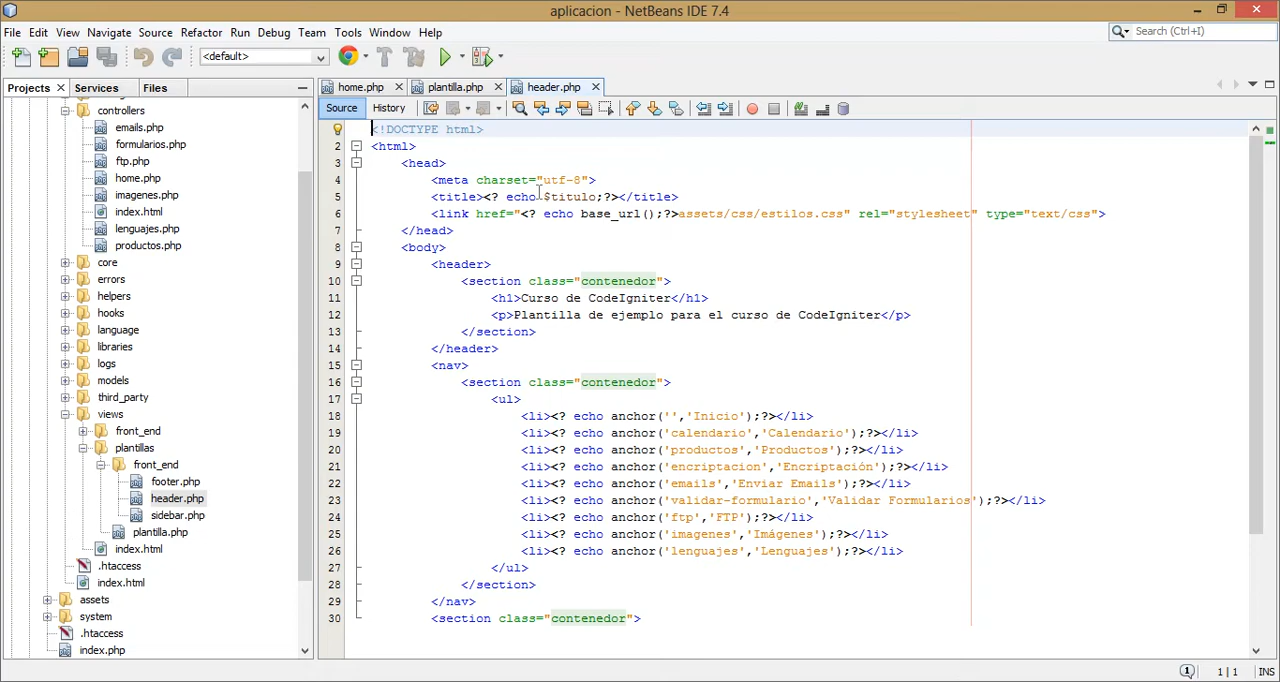 aplicacion - NetBeans IDE 7.4
File Edit View Navigate Source Refactor Run Debug Team Tools Window Help
Search (Ctrl+I)
<default>
Projects Services Files
home.php plantilla.php header.php
Source History
controllers
emails.php
formularios.php
ftp.php
home.php
imagenes.php
index.html
lenguajes.php
productos.php
core
errors
helpers
hooks
language
libraries
logs
models
third_party
views
front_end
plantillas
front_end
footer.php
header.php
sidebar.php
plantilla.php
index.html
.htaccess
index.html
assets
system
.htaccess
index.php
<!DOCTYPE html>
2 <html>
3 <head>
4 <meta charset="utf-8">
5 <title><? echo $titulo;?></title>
6 <link href="<? echo base_url();?>assets/css/estilos.css" rel="stylesheet" type="text/css">
7 </head>
8 <body>
9 <header>
10 <section class="contenedor">
11 <h1>Curso de CodeIgniter</h1>
12 <p>Plantilla de ejemplo para el curso de CodeIgniter</p>
13 </section>
14 </header>
15 <nav>
16 <section class="contenedor">
17 <ul>
18 <li><? echo anchor('','Inicio');?></li>
19 <li><? echo anchor('calendario','Calendario');?></li>
20 <li><? echo anchor('productos','Productos');?></li>
21 <li><? echo anchor('encriptacion','Encriptación');?></li>
22 <li><? echo anchor('emails','Enviar Emails');?></li>
23 <li><? echo anchor('validar-formulario','Validar Formularios');?></li>
24 <li><? echo anchor('ftp','FTP');?></li>
25 <li><? echo anchor('imagenes','Imágenes');?></li>
26 <li><? echo anchor('lenguajes','Lenguajes');?></li>
27 </ul>
28 </section>
29 </nav>
30 <section class="contenedor">
1 | 1 INS